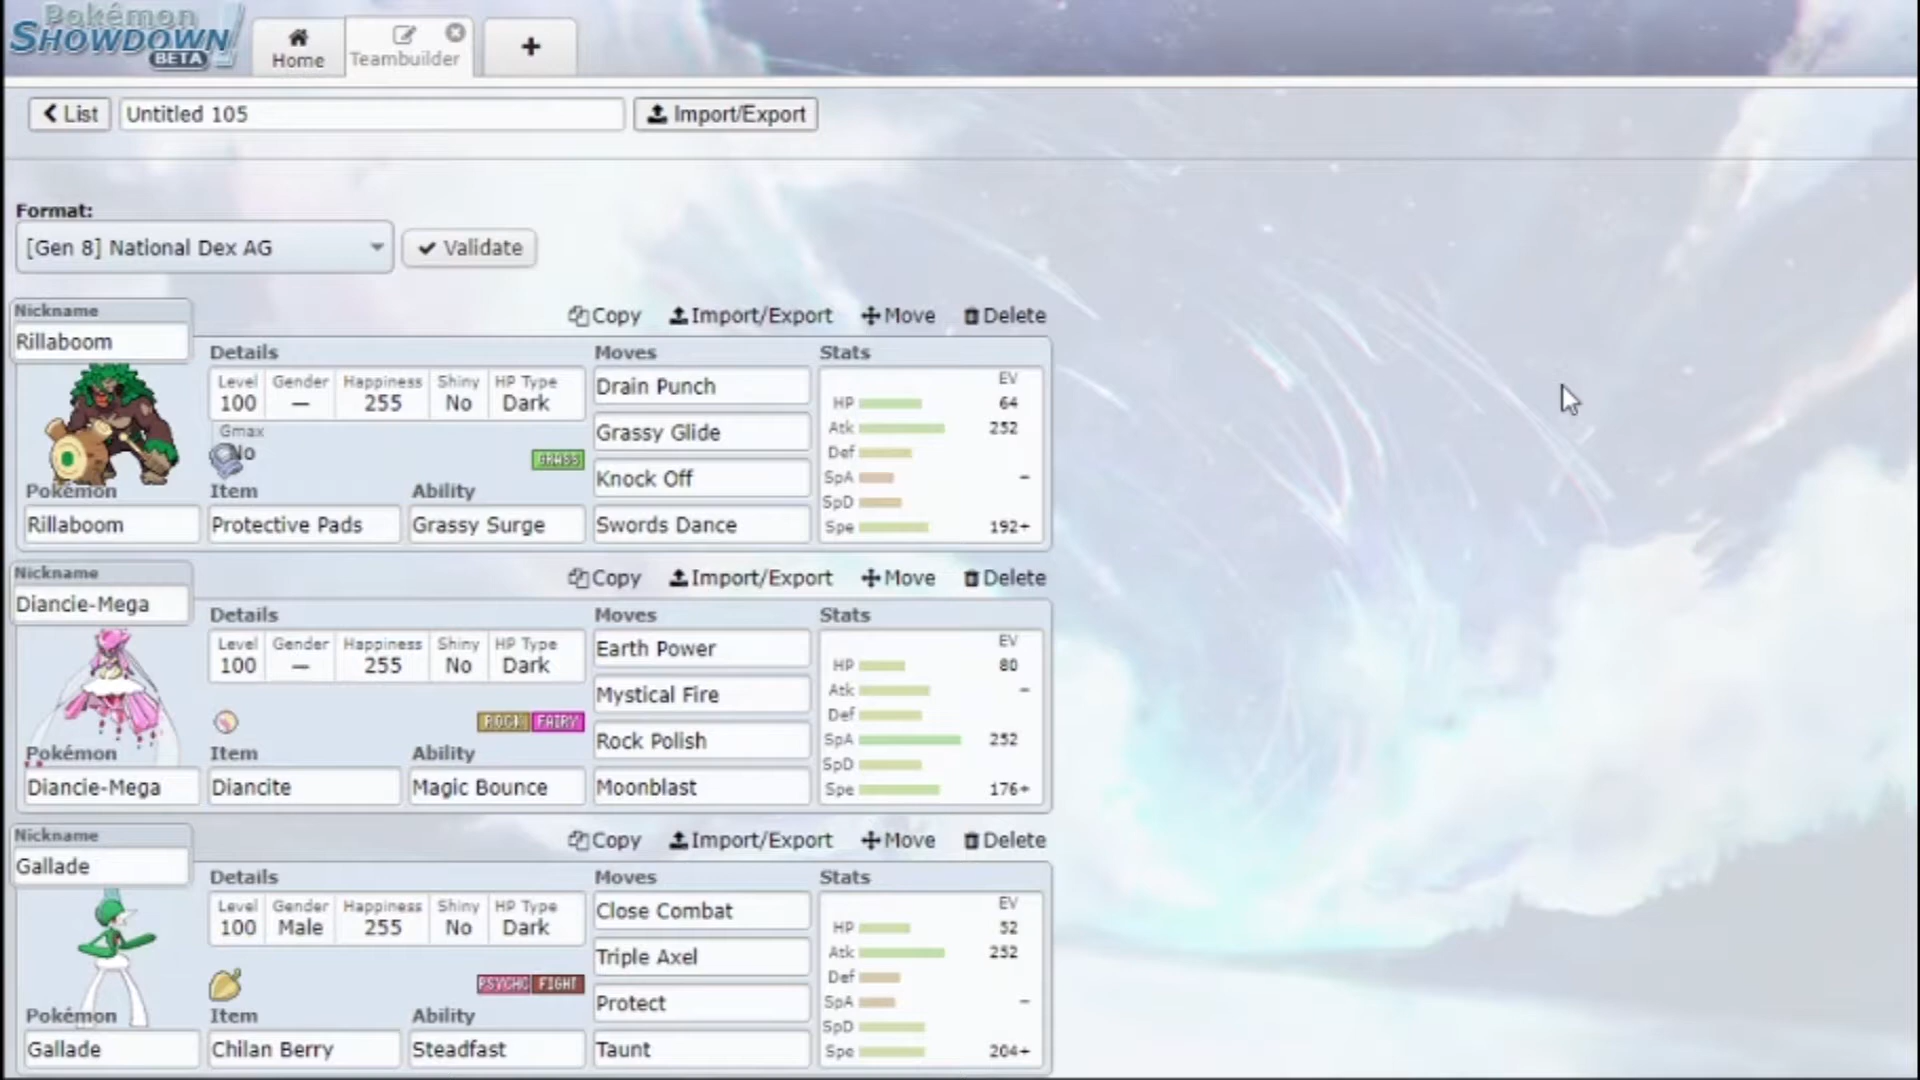 Pokémon
SHOWDOWN
BETA
Home
Teambuilder
List
Untitled 105
Import/Export
Format:
[Gen 8] National Dex AG
Validate
Copy Import/Export Move Delete
Nickname
Rillaboom
Details Moves Stats
Level Gender Happiness Shiny HP Type
100 — 255 No Dark
Gmax
No
GRASS
Pokémon Item Ability
Rillaboom Protective Pads Grassy Surge
Drain Punch
Grassy Glide
Knock Off
Swords Dance
EV
HP 64
Atk 252
Def
SpA –
SpD
Spe 192+
Copy Import/Export Move Delete
Nickname
Diancie-Mega
Details Moves Stats
Level Gender Happiness Shiny HP Type
100 — 255 No Dark
ROCK FAIRY
Pokémon Item Ability
Diancie-Mega Diancite Magic Bounce
Earth Power
Mystical Fire
Rock Polish
Moonblast
EV
HP 80
Atk –
Def
SpA 252
SpD
Spe 176+
Copy Import/Export Move Delete
Nickname
Gallade
Details Moves Stats
Level Gender Happiness Shiny HP Type
100 Male 255 No Dark
PSYCHC FIGHT
Pokémon Item Ability
Gallade Chilan Berry Steadfast
Close Combat
Triple Axel
Protect
Taunt
EV
HP 52
Atk 252
Def
SpA –
SpD
Spe 204+